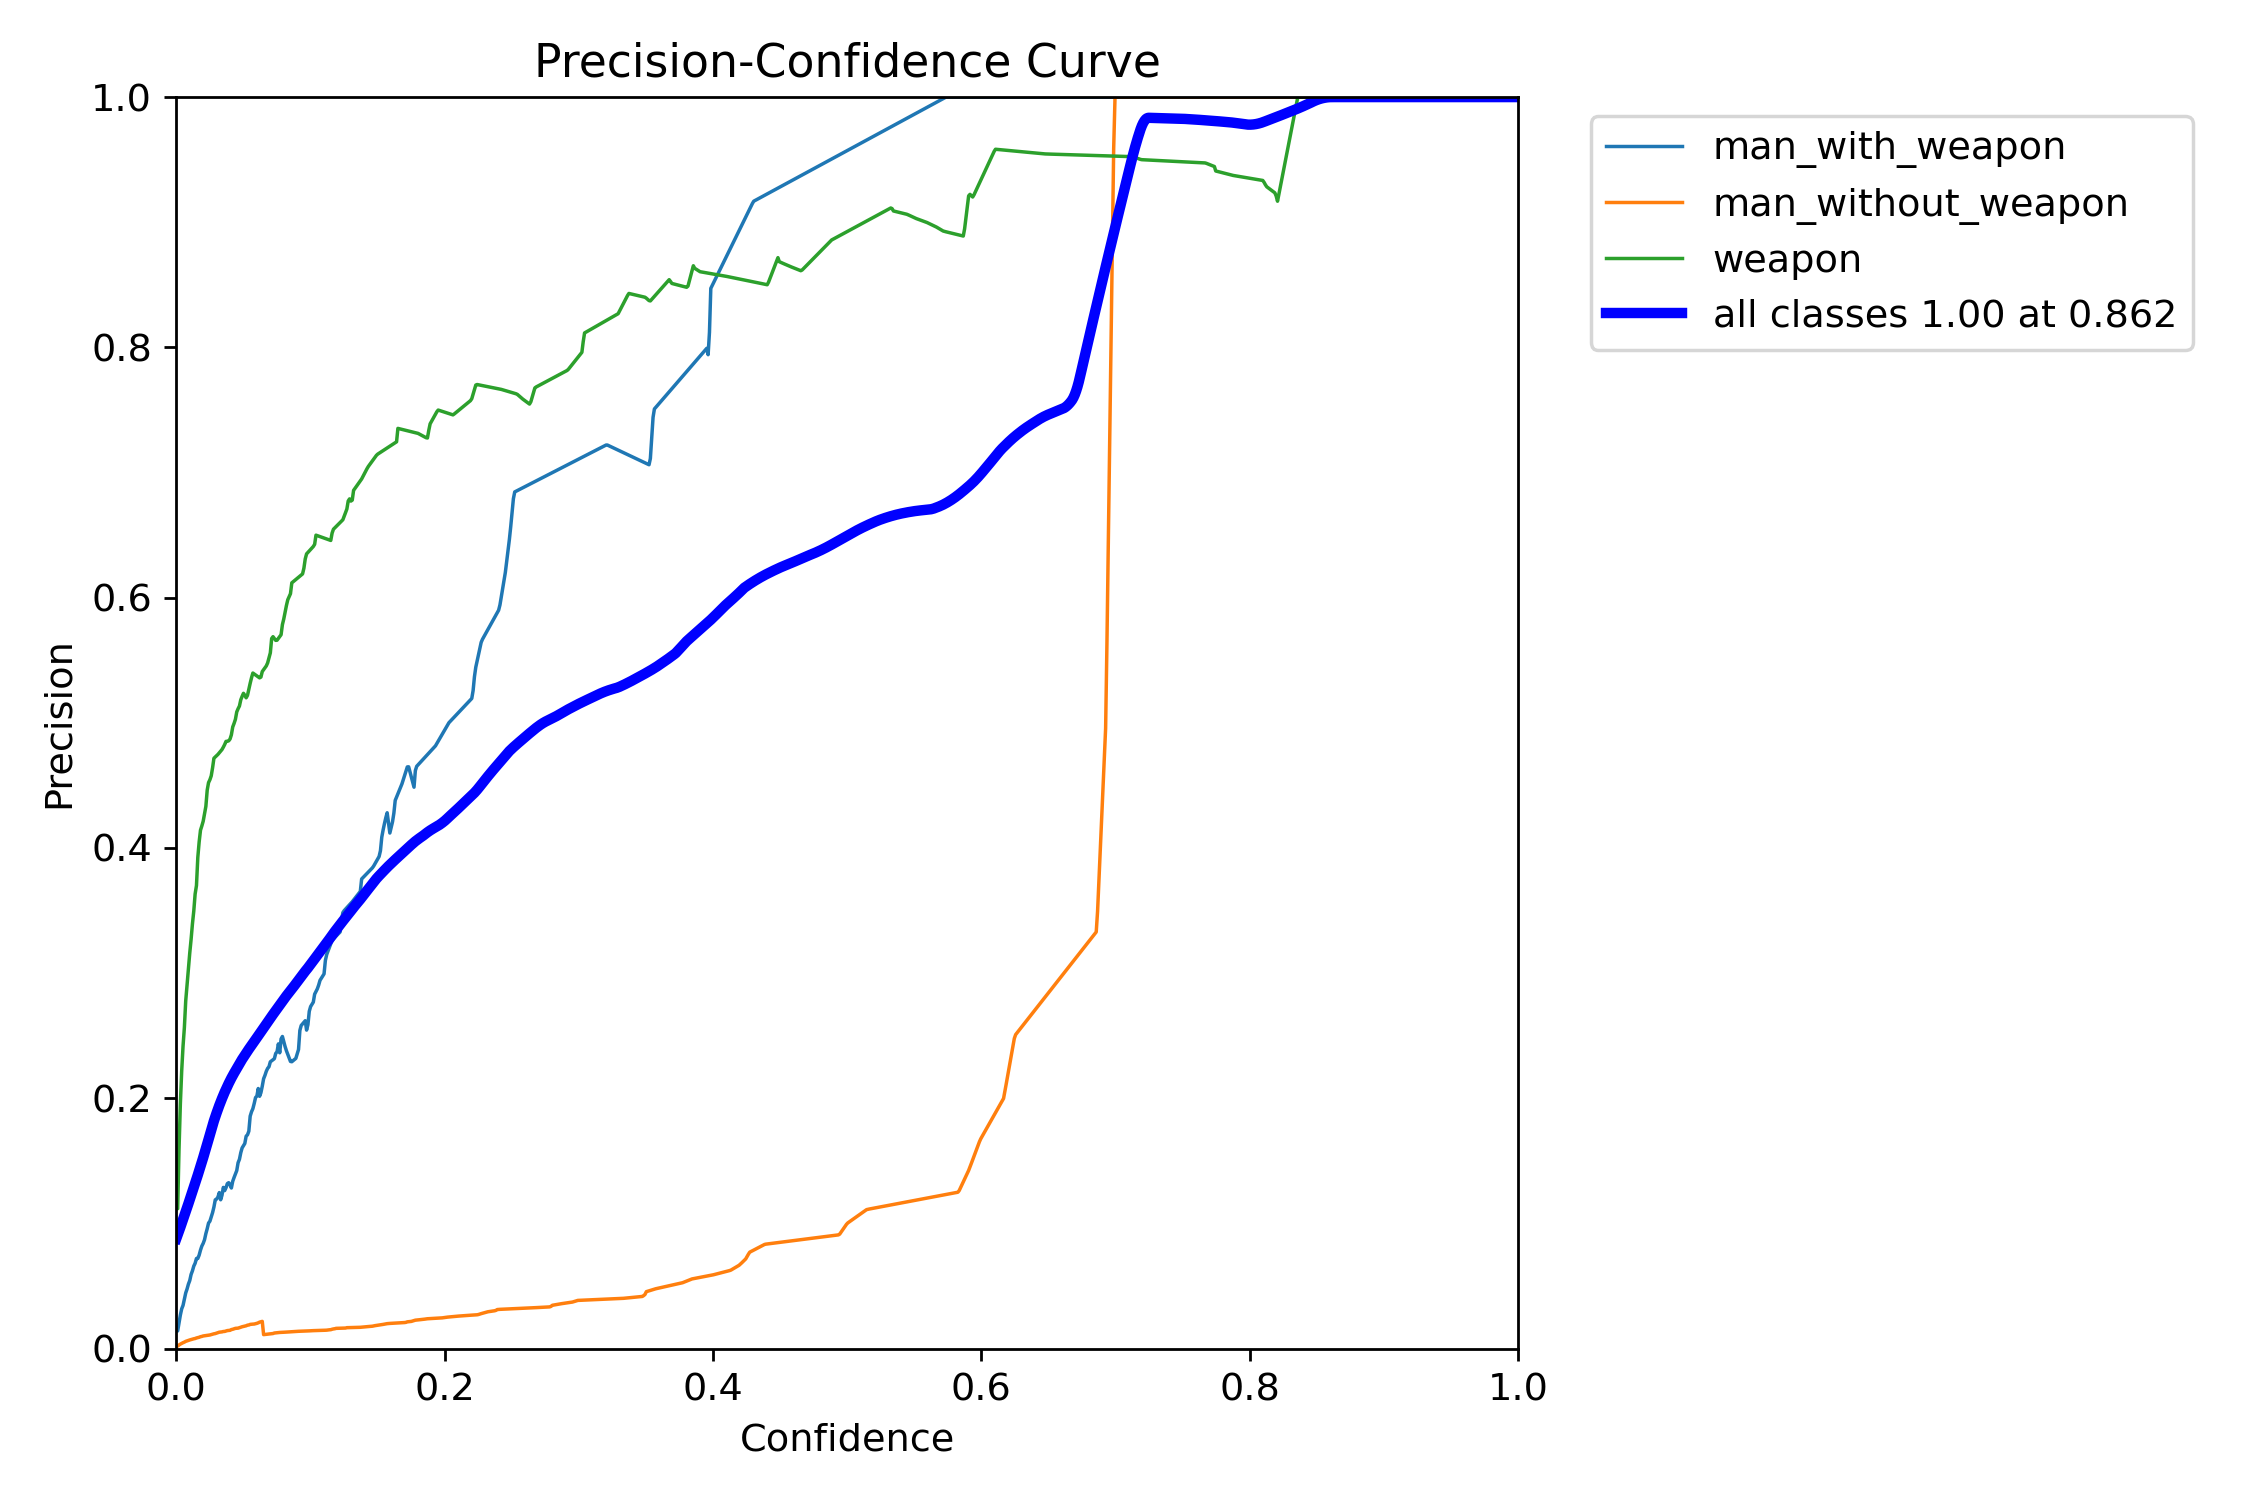 Precision-Confidence Curve
1.0
0.8
0.6
0.4
0.2
0.0
Precision
0.0 0.2 0.4 0.6 0.8 1.0
Confidence
man_with_weapon
man_without_weapon
weapon
all classes 1.00 at 0.862